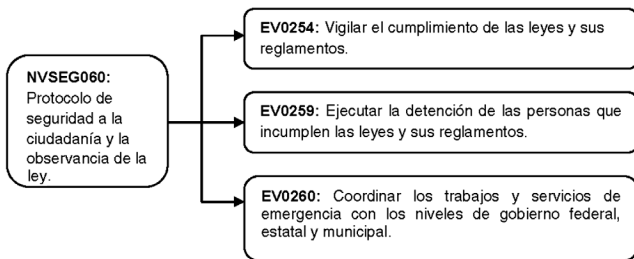 NVSEG060:
Protocolo de
seguridad a la
ciudadanía y la
observancia de la
ley.
EV0254: Vigilar el cumplimiento de las leyes y sus
reglamentos.
EV0259: Ejecutar la detención de las personas que
incumplen las leyes y sus reglamentos.
EV0260: Coordinar los trabajos y servicios de
emergencia con los niveles de gobierno federal,
estatal y municipal.